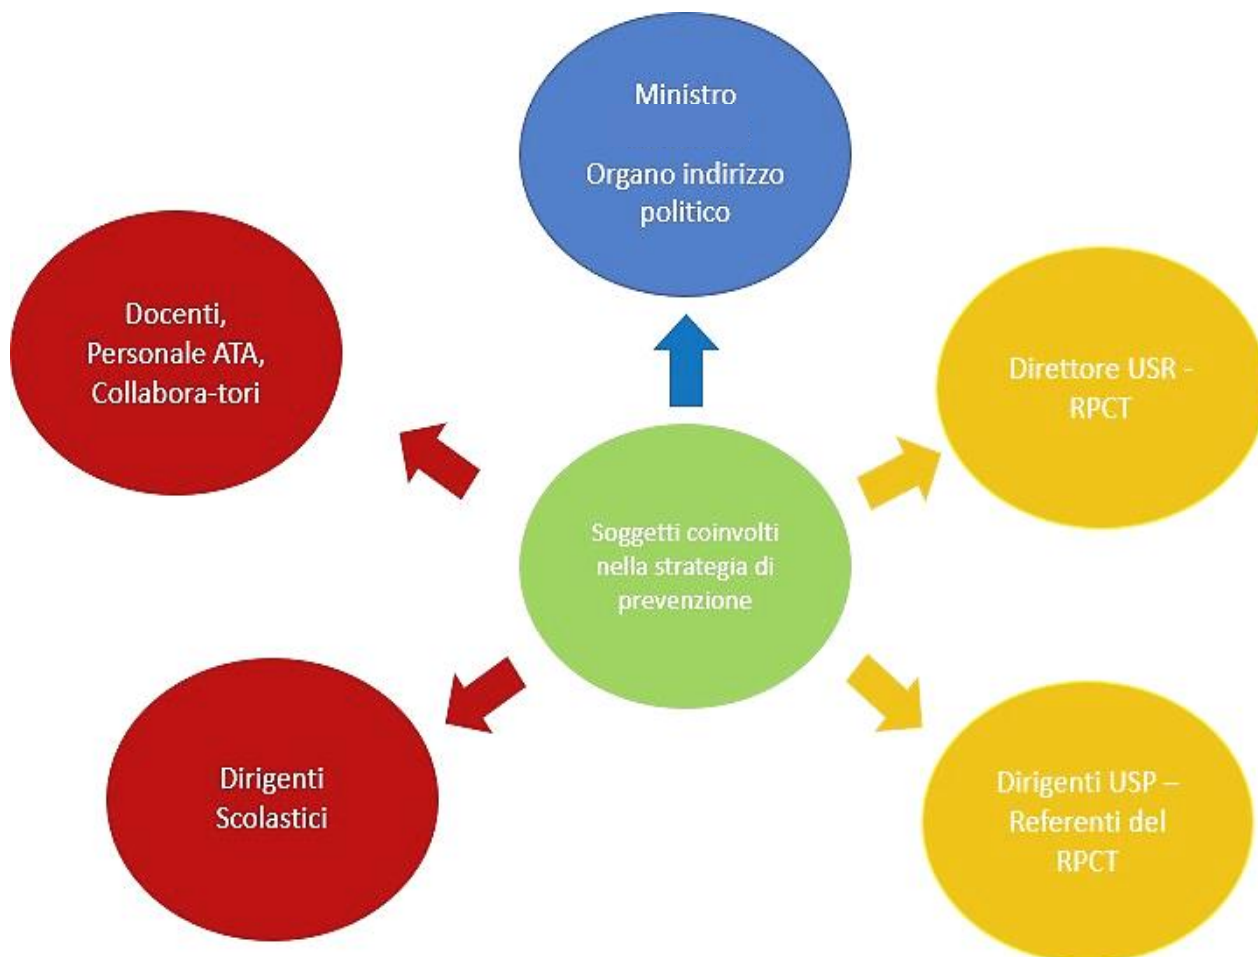 Ministro
Organo indirizzo
politico
Docenti,
Personale ATA,
Collabora-tori
Direttore USR -
RPCT
Soggetti coinvolti
nella strategia di
prevenzione
Dirigenti
Scolastici
Dirigenti USP –
Referenti del
RPCT